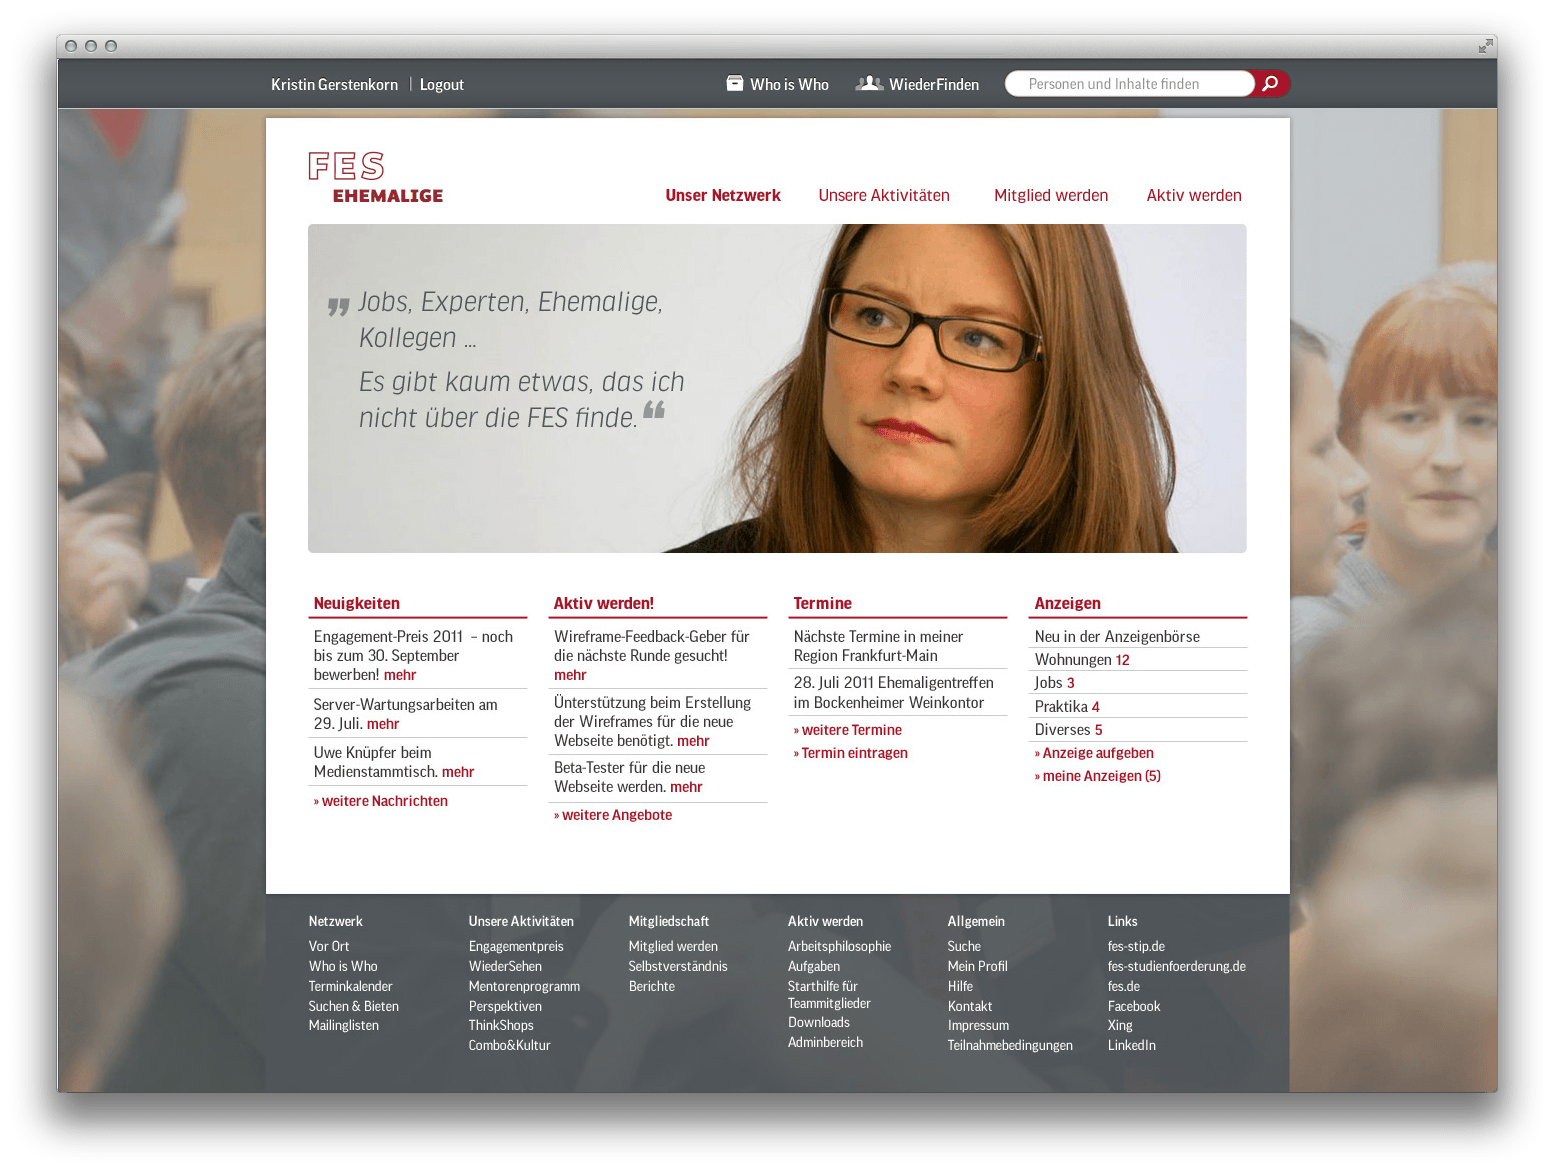 Kristin Gerstenkorn | Logout
Who is Who
WiederFinden
Personen und Inhalte finden
FES
EHEMALIGE
Unser Netzwerk
Unsere Aktivitäten
Mitglied werden
Aktiv werden
„Jobs, Experten, Ehemalige,
Kollegen ...
Es gibt kaum etwas, das ich
nicht über die FES finde.“
Neuigkeiten
Engagement-Preis 2011 – noch
bis zum 30. September
bewerben! mehr
Server-Wartungsarbeiten am
29. Juli. mehr
Uwe Knüpfer beim
Medienstammtisch. mehr
» weitere Nachrichten
Aktiv werden!
Wireframe-Feedback-Geber für
die nächste Runde gesucht!
mehr
Ünterstützung beim Erstellung
der Wireframes für die neue
Webseite benötigt. mehr
Beta-Tester für die neue
Webseite werden. mehr
» weitere Angebote
Termine
Nächste Termine in meiner
Region Frankfurt-Main
28. Juli 2011 Ehemaligentreffen
im Bockenheimer Weinkontor
» weitere Termine
» Termin eintragen
Anzeigen
Neu in der Anzeigenbörse
Wohnungen 12
Jobs 3
Praktika 4
Diverses 5
» Anzeige aufgeben
» meine Anzeigen (5)
Netzwerk
Vor Ort
Who is Who
Terminkalender
Suchen & Bieten
Mailinglisten
Unsere Aktivitäten
Engagementpreis
WiederSehen
Mentorenprogramm
Perspektiven
ThinkShops
Combo&Kultur
Mitgliedschaft
Mitglied werden
Selbstverständnis
Berichte
Aktiv werden
Arbeitsphilosophie
Aufgaben
Starthilfe für
Teammitglieder
Downloads
Adminbereich
Allgemein
Suche
Mein Profil
Hilfe
Kontakt
Impressum
Teilnahmebedingungen
Links
fes-stip.de
fes-studienfoerderung.de
fes.de
Facebook
Xing
LinkedIn